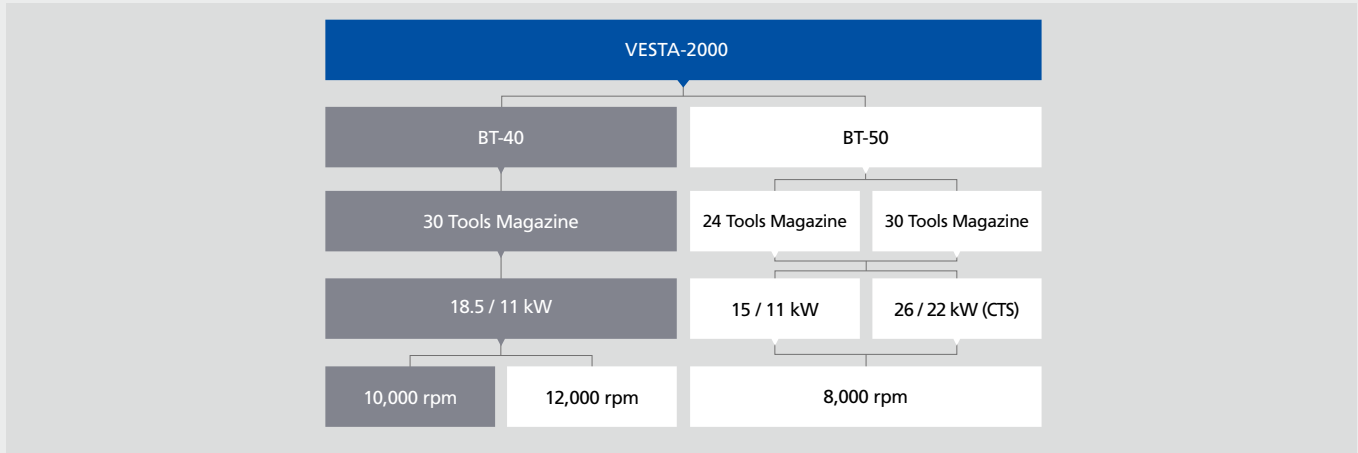 VESTA-2000
BT-40
BT-50
30 Tools Magazine
24 Tools Magazine
30 Tools Magazine
18.5 / 11 kW
15 / 11 kW
26 / 22 kW (CTS)
10,000 rpm
12,000 rpm
8,000 rpm